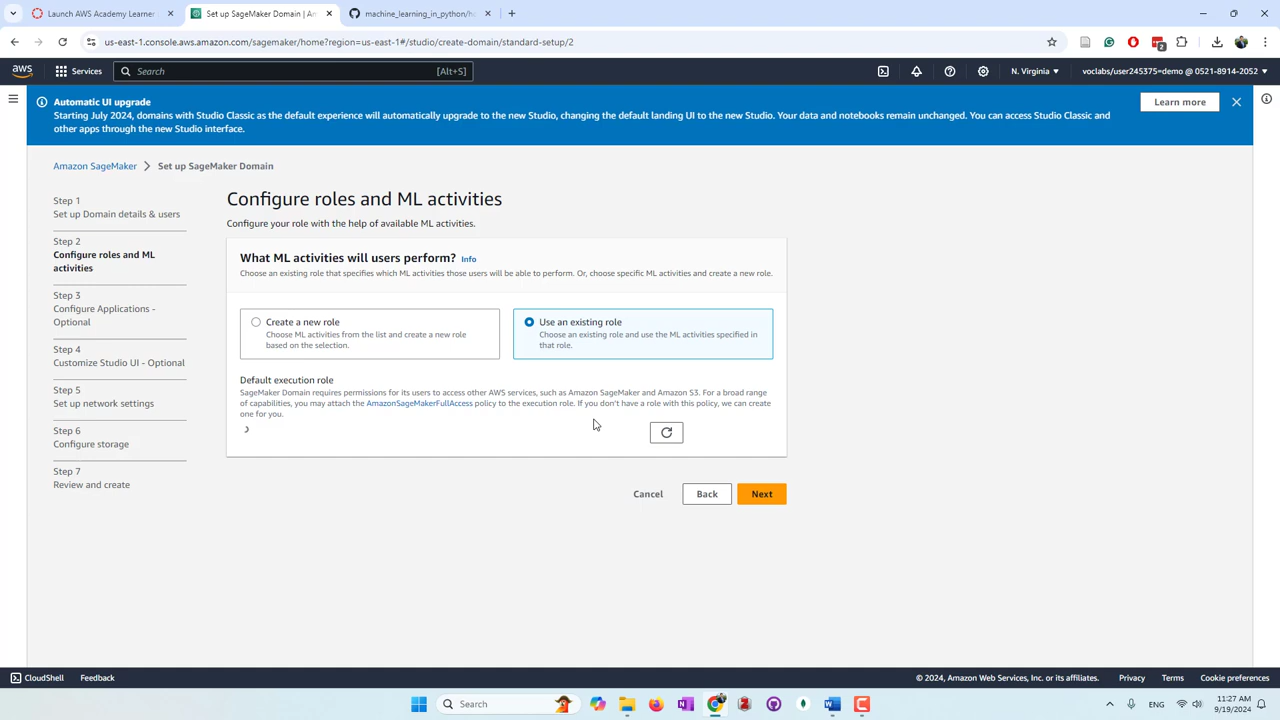 Launch AWS Academy Learner
Set up SageMaker Domain | An
machine_learning_in_python/h
us-east-1.console.aws.amazon.com/sagemaker/home?region=us-east-1#/studio/create-domain/standard-setup/2
2
aws
Services
Search
[Alt+S]
N. Virginia
voclabs/user245375=demo @ 0521-8914-2052
Automatic UI upgrade
Starting July 2024, domains with Studio Classic as the default experience will automatically upgrade to the new Studio, changing the default landing UI to the new Studio. Your data and notebooks remain unchanged. You can access Studio Classic and
other apps through the new Studio interface.
Learn more
Amazon SageMaker
Set up SageMaker Domain
Step 1
Set up Domain details & users
Step 2
Configure roles and ML
activities
Step 3
Configure Applications -
Optional
Step 4
Customize Studio UI - Optional
Step 5
Set up network settings
Step 6
Configure storage
Step 7
Review and create
Configure roles and ML activities
Configure your role with the help of available ML activities.
What ML activities will users perform? Info
Choose an existing role that specifies which ML activities those users will be able to perform. Or, choose specific ML activities and create a new role.
Create a new role
Choose ML activities from the list and create a new role
based on the selection.
Use an existing role
Choose an existing role and use the ML activities specified in
that role.
Default execution role
SageMaker Domain requires permissions for its users to access other AWS services, such as Amazon SageMaker and Amazon S3. For a broad range
of capabilities, you may attach the AmazonSageMakerFullAccess policy to the execution role. If you don't have a role with this policy, we can create
one for you.
Cancel
Back
Next
CloudShell
Feedback
© 2024, Amazon Web Services, Inc. or its affiliates.
Privacy
Terms
Cookie preferences
Search
ENG
11:27 AM
9/19/2024